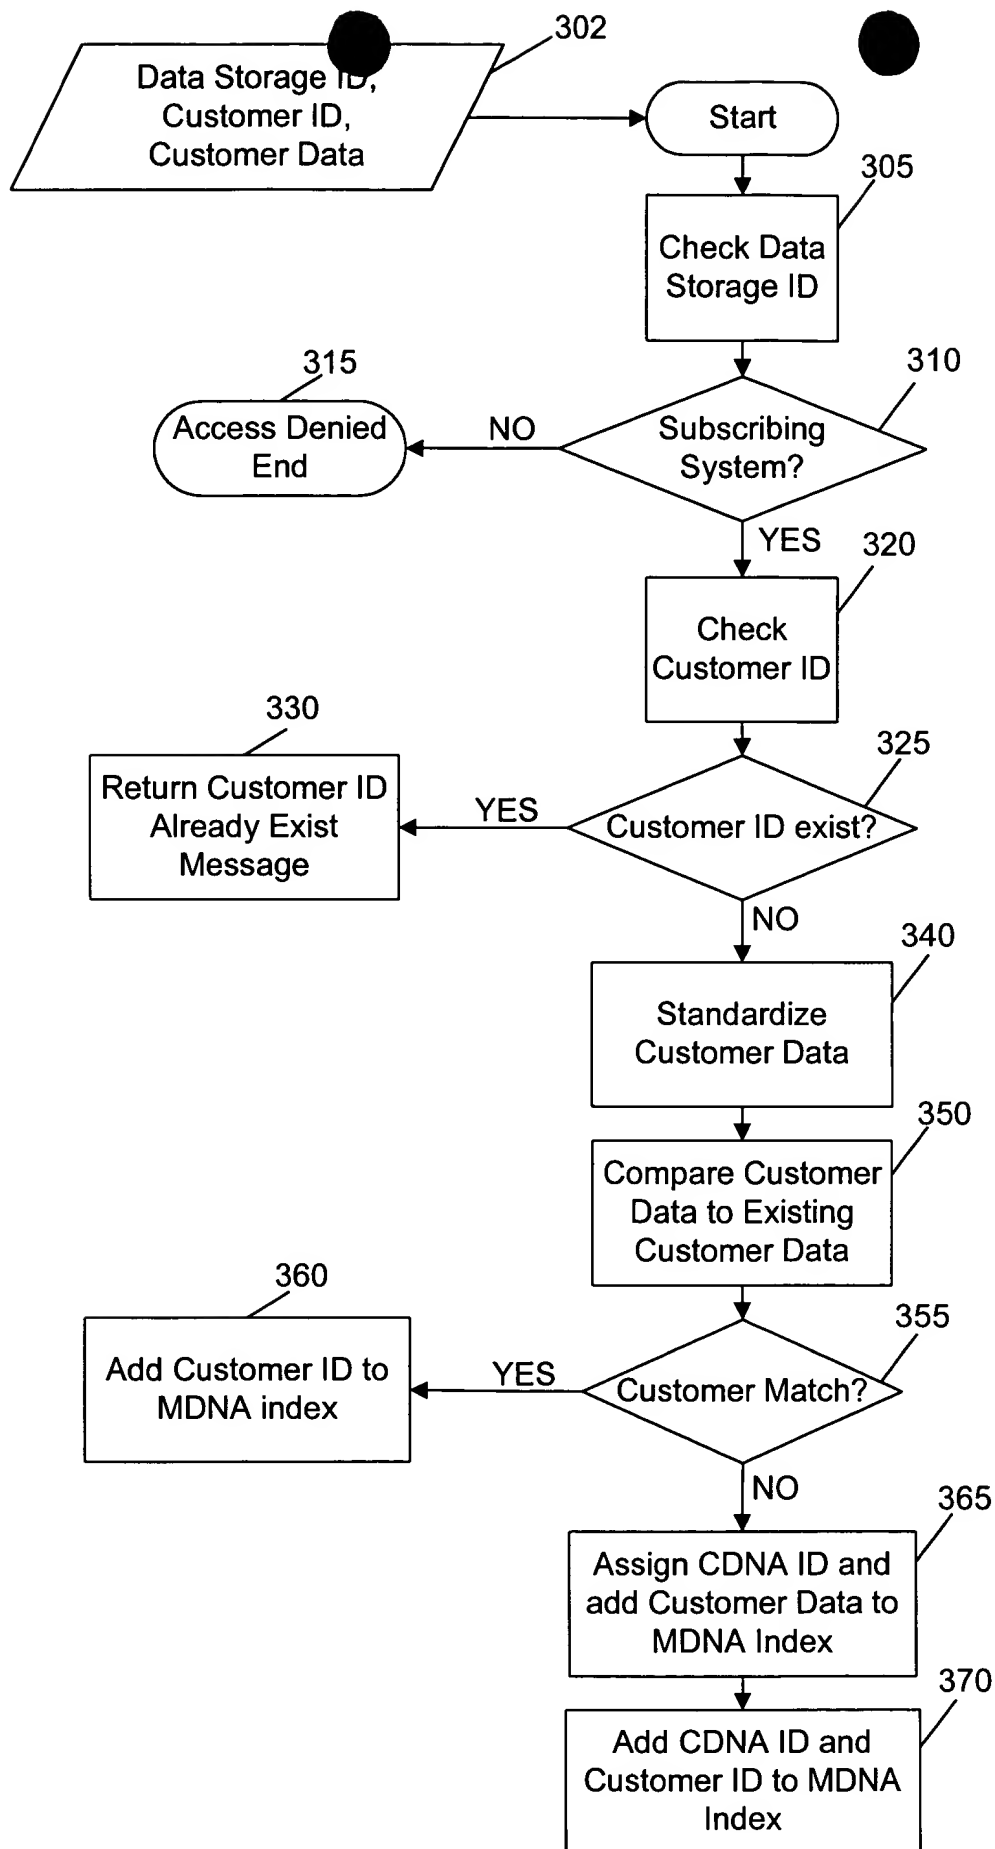 302
Data Storage ID,
Customer ID,
Customer Data
Start
305
Check Data
Storage ID
310
Subscribing
System?
315
Access Denied
End
NO
YES
320
Check
Customer ID
325
Customer ID exist?
330
Return Customer ID
Already Exist
Message
YES
NO
340
Standardize
Customer Data
350
Compare Customer
Data to Existing
Customer Data
355
Customer Match?
360
Add Customer ID to
MDNA index
YES
NO
365
Assign CDNA ID and
add Customer Data to
MDNA Index
370
Add CDNA ID and
Customer ID to MDNA
Index